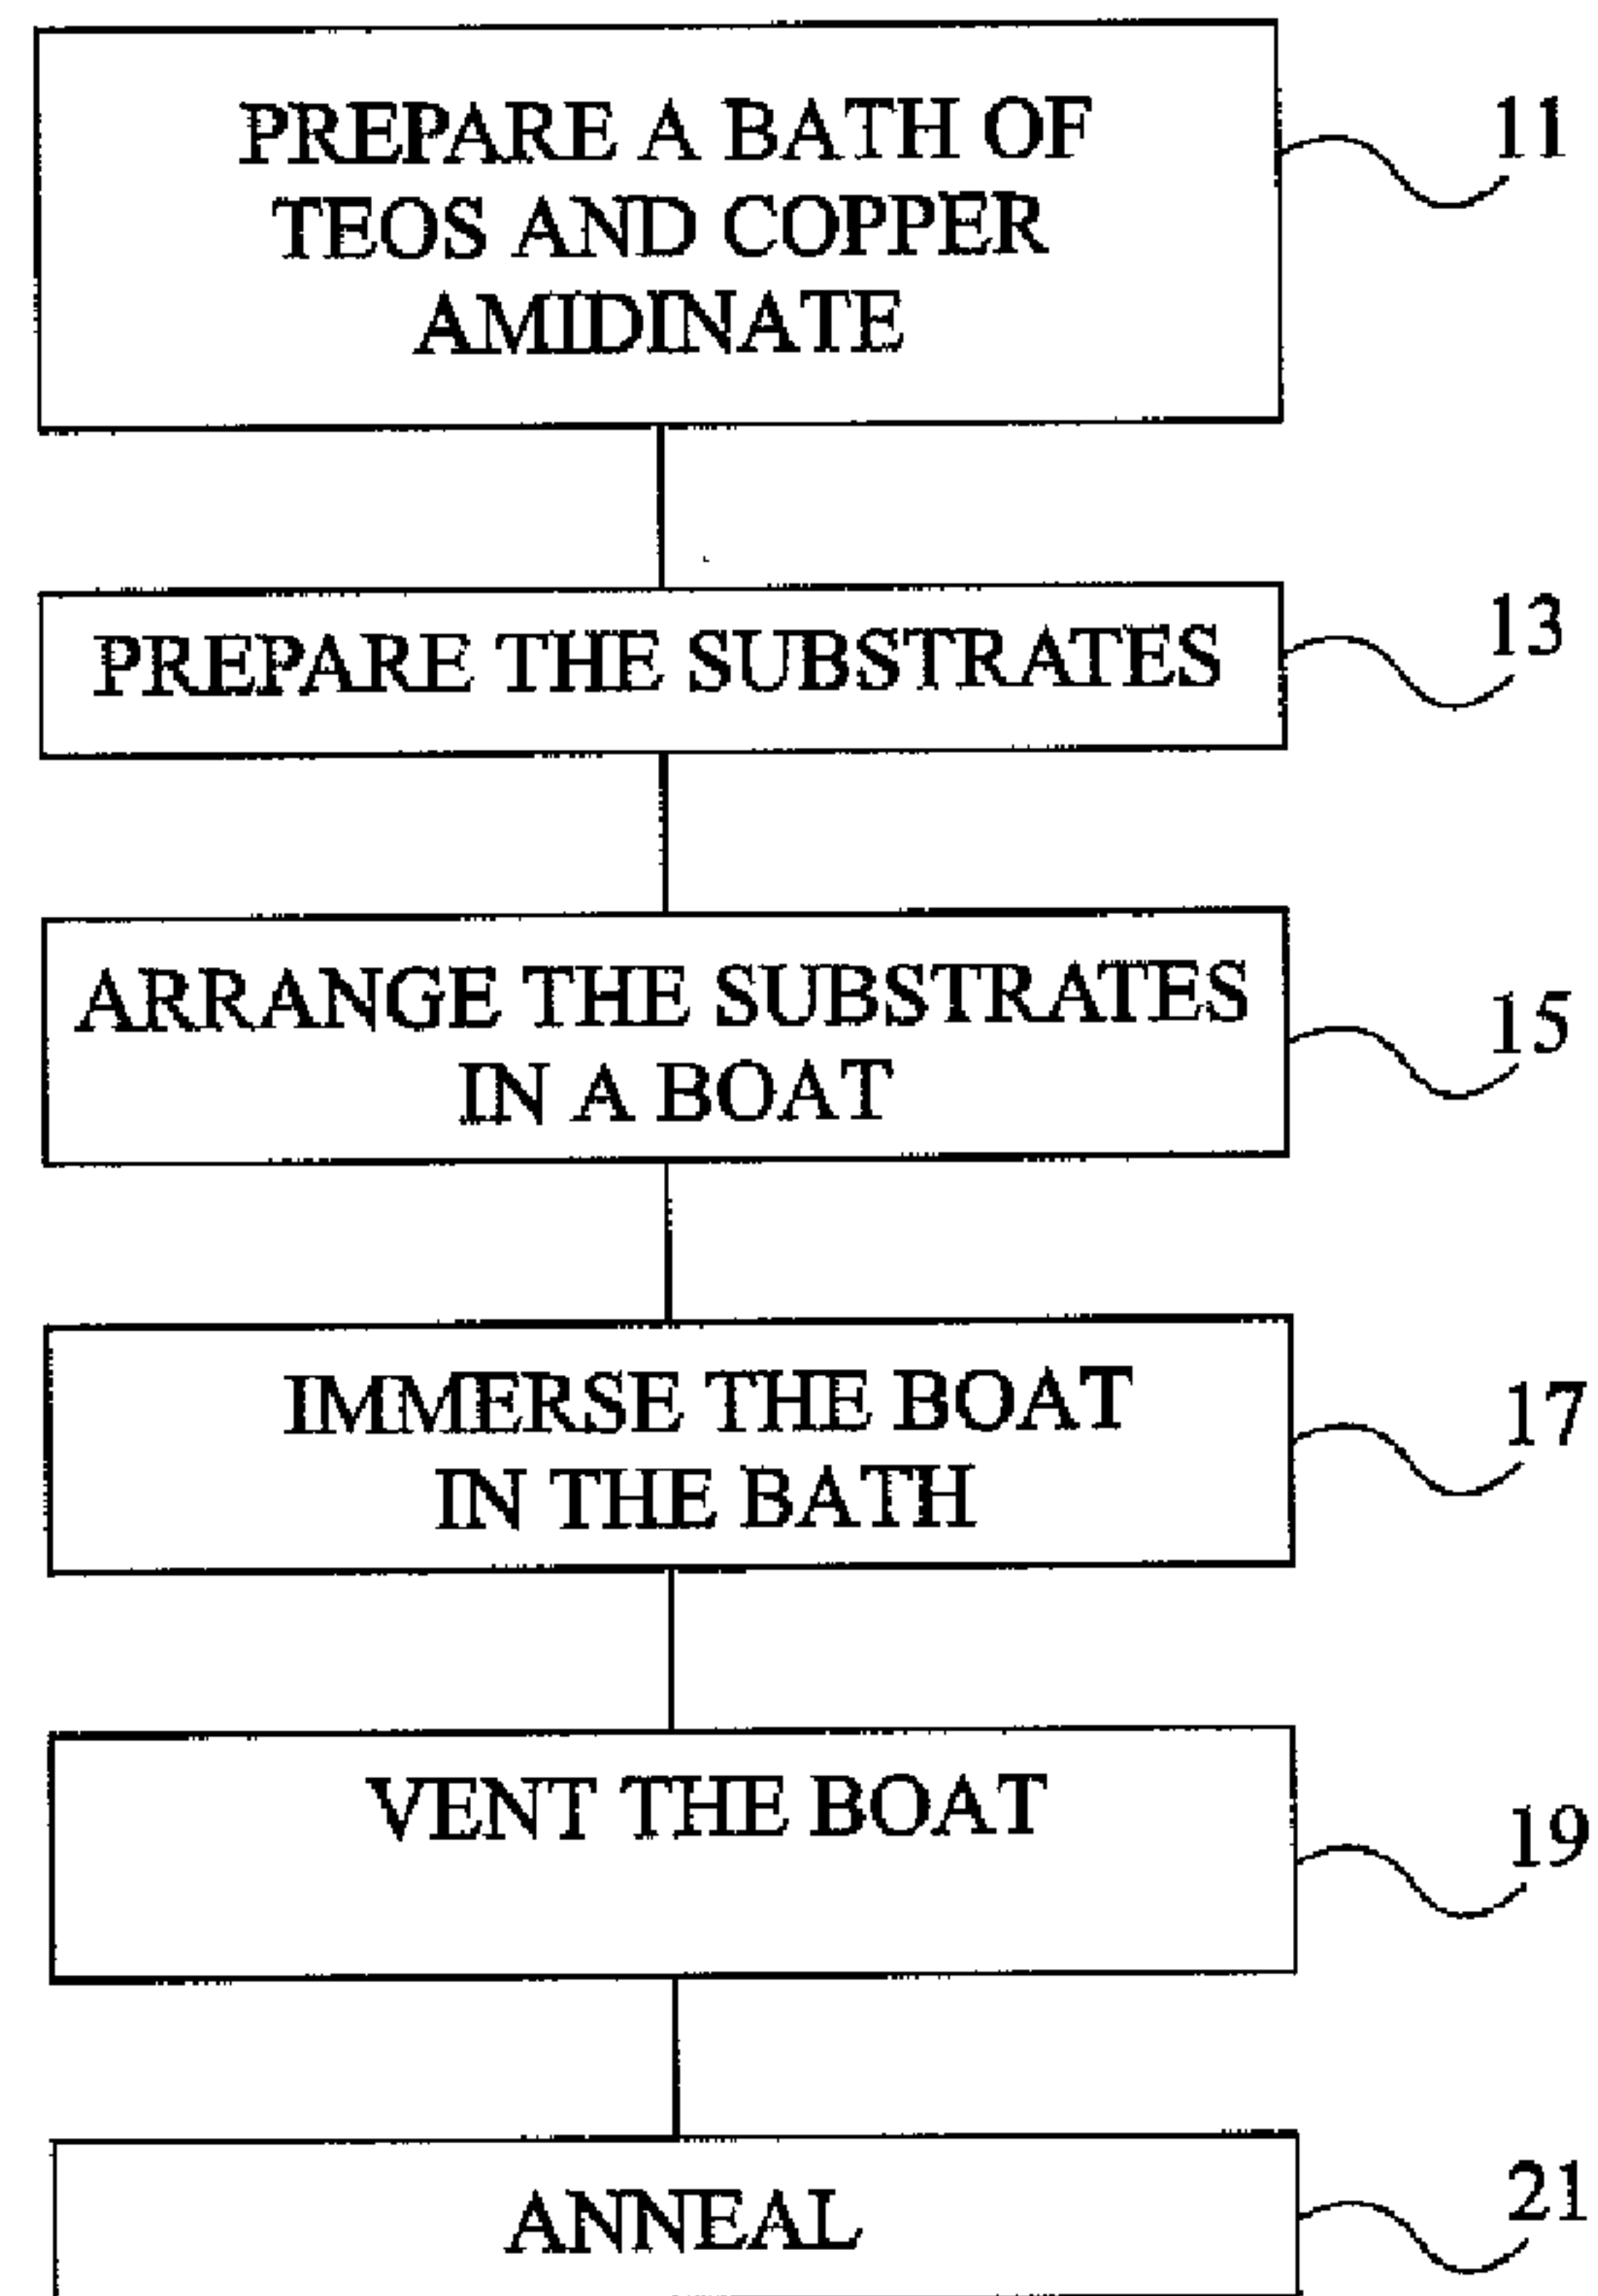 PREPARE A BATH OF
TEOS AND COPPER
AMIDINATE
11
PREPARE THE SUBSTRATES
13
ARRANGE THE SUBSTRATES
IN A BOAT
15
IMMERSE THE BOAT
IN THE BATH
17
VENT THE BOAT
19
ANNEAL
21